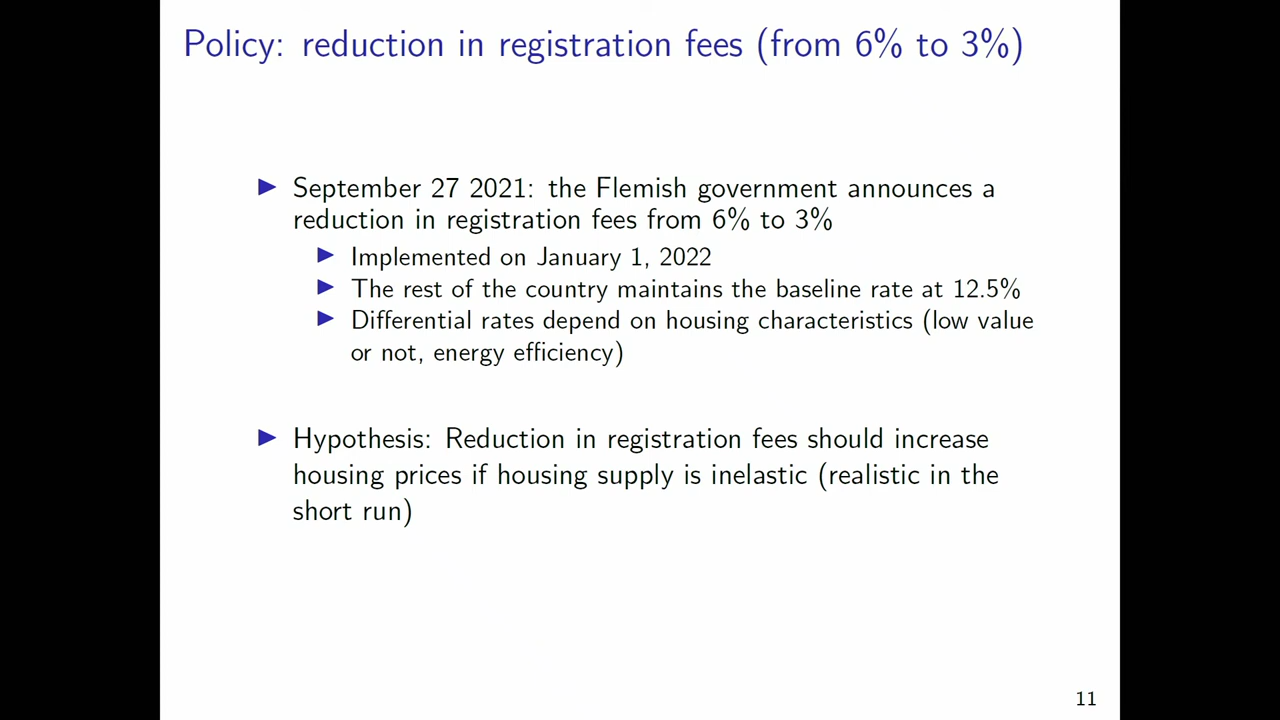 Policy: reduction in registration fees (from 6% to 3%)
▶ September 27 2021: the Flemish government announces a
reduction in registration fees from 6% to 3%
▶ Implemented on January 1, 2022
▶ The rest of the country maintains the baseline rate at 12.5%
▶ Differential rates depend on housing characteristics (low value
or not, energy efficiency)
▶ Hypothesis: Reduction in registration fees should increase
housing prices if housing supply is inelastic (realistic in the
short run)
11